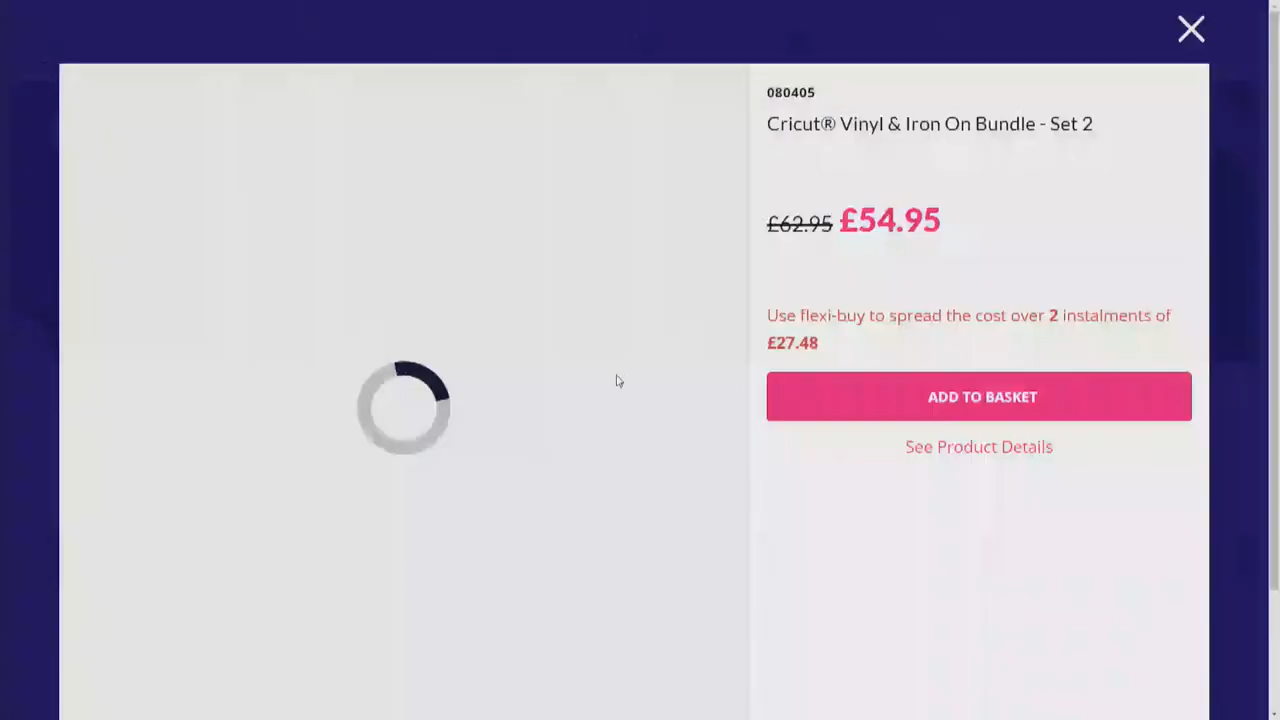 080405
Cricut® Vinyl & Iron On Bundle - Set 2
£62.95 £54.95
Use flexi-buy to spread the cost over 2 instalments of
£27.48
ADD TO BASKET
See Product Details